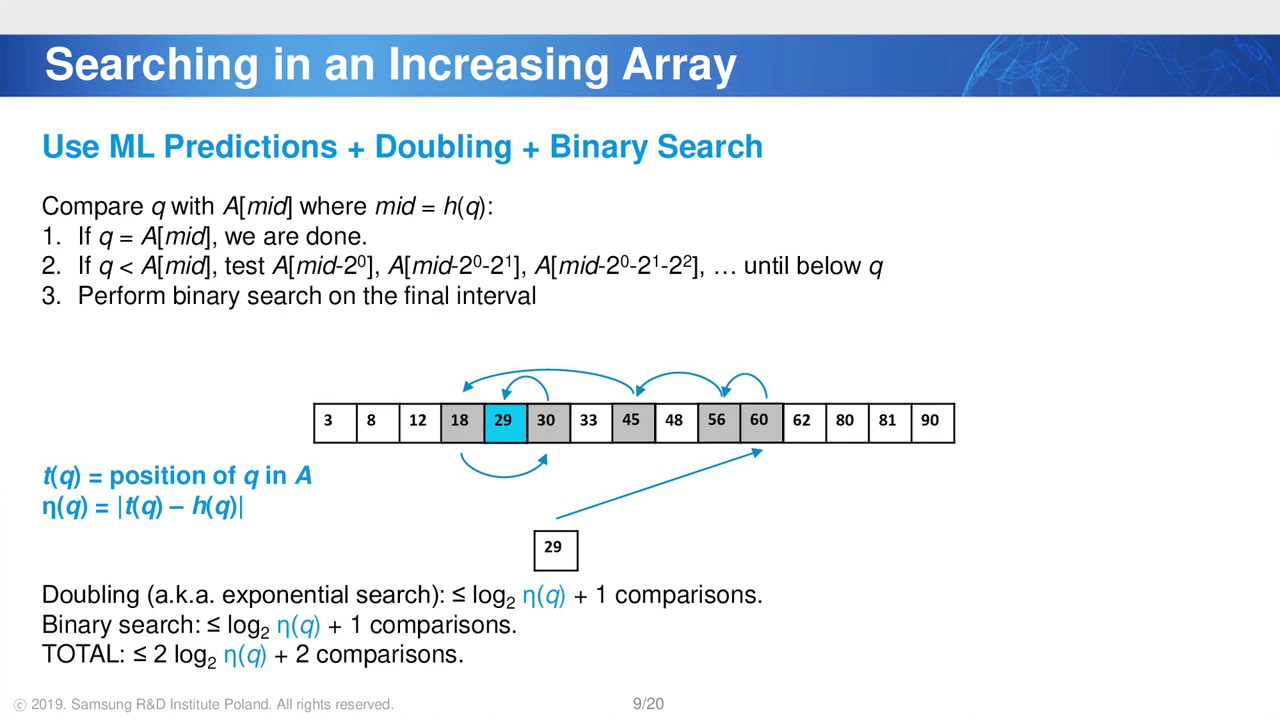 Searching in an Increasing Array
Use ML Predictions + Doubling + Binary Search
Compare q with A[mid] where mid = h(q):
1. If q = A[mid], we are done.
2. If q < A[mid], test A[mid-2⁰], A[mid-2⁰-2¹], A[mid-2⁰-2¹-2²], … until below q
3. Perform binary search on the final interval
3 8 12 18 29 30 33 45 48 56 60 62 80 81 90
t(q) = position of q in A
η(q) = |t(q) – h(q)|
29
Doubling (a.k.a. exponential search): ≤ log₂ η(q) + 1 comparisons.
Binary search: ≤ log₂ η(q) + 1 comparisons.
TOTAL: ≤ 2 log₂ η(q) + 2 comparisons.
ⓒ 2019. Samsung R&D Institute Poland. All rights reserved.
9/20